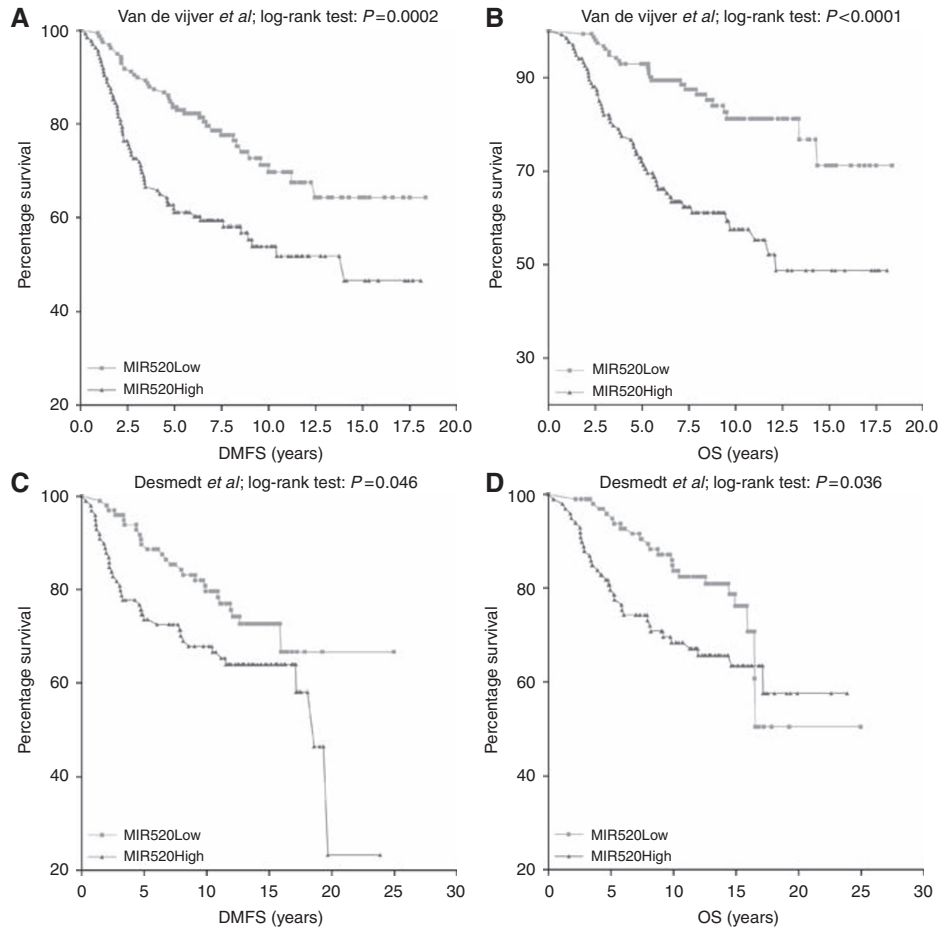 A
Van de vijver et al; log-rank test: P=0.0002
100
80
60
40
20
Percentage survival
MIR520Low
MIR520High
0.0 2.5 5.0 7.5 10.0 12.5 15.0 17.5 20.0
DMFS (years)
B
Van de vijver et al; log-rank test: P<0.0001
100
90
70
50
30
Percentage survival
MIR520Low
MIR520High
0.0 2.5 5.0 7.5 10.0 12.5 15.0 17.5 20.0
OS (years)
C
Desmedt et al; log-rank test: P=0.046
100
80
60
40
20
Percentage survival
MIR520Low
MIR520High
0 5 10 15 20 25 30
DMFS (years)
D
Desmedt et al; log-rank test: P=0.036
100
80
60
40
20
Percentage survival
MIR520Low
MIR520High
0 5 10 15 20 25 30
OS (years)